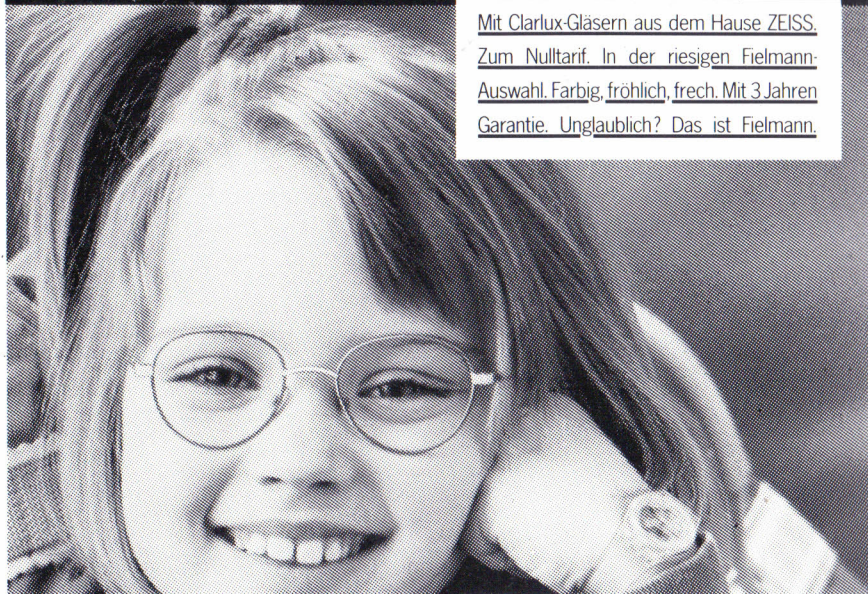 Mit Clarlux-Gläsern aus dem Hause ZEISS.
Zum Nulltarif. In der riesigen Fielmann-
Auswahl. Farbig, fröhlich, frech. Mit 3 Jahren
Garantie. Unglaublich? Das ist Fielmann.